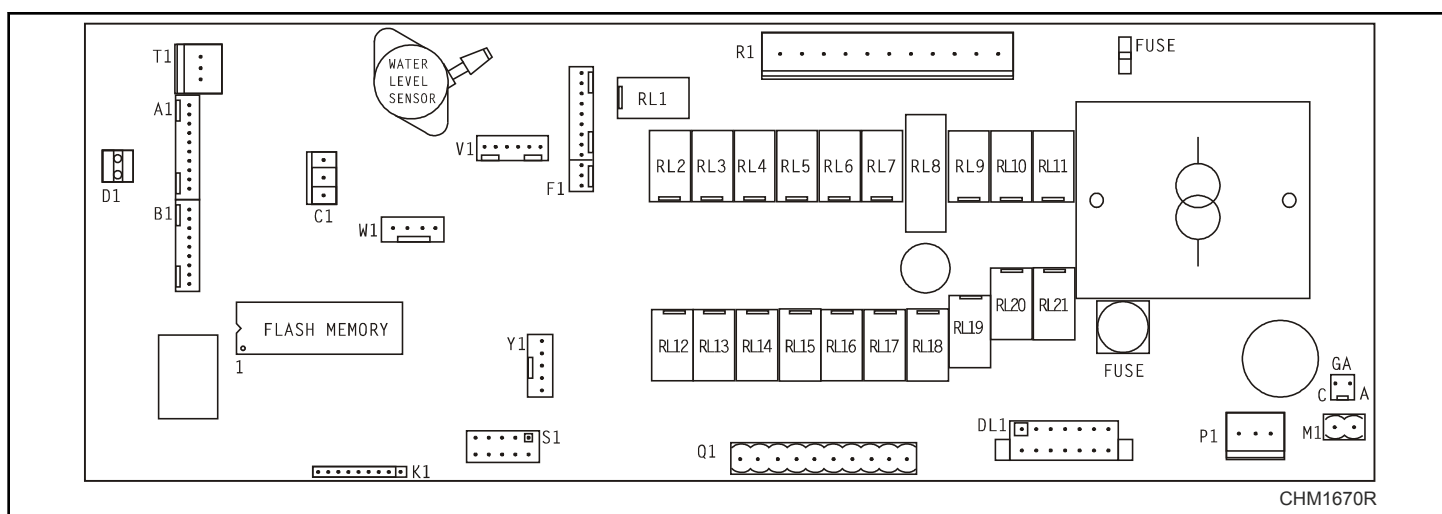 T1
WATER
LEVEL
SENSOR
R1
FUSE
A1
RL1
V1
F1
RL2
RL3
RL4
RL5
RL6
RL7
RL8
RL9
RL10
RL11
D1
B1
C1
W1
FLASH MEMORY
1
Y1
RL12
RL13
RL14
RL15
RL16
RL17
RL18
RL19
RL20
RL21
FUSE
GA
C A
S1
DL1
P1
M1
Q1
K1
CHM1670R